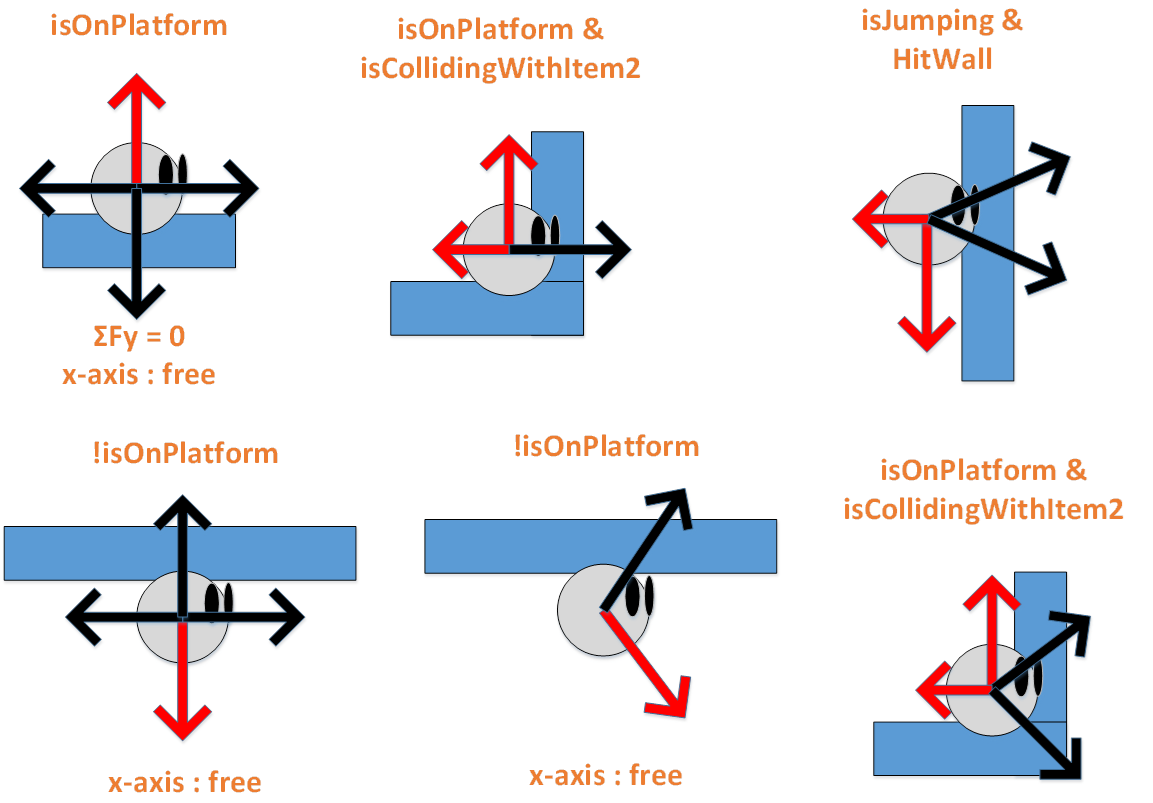 isOnPlatform
isOnPlatform &
isCollidingWithItem2
isJumping &
HitWall
ΣFy = 0
x-axis : free
!isOnPlatform
!isOnPlatform
isOnPlatform &
isCollidingWithItem2
x-axis : free
x-axis : free